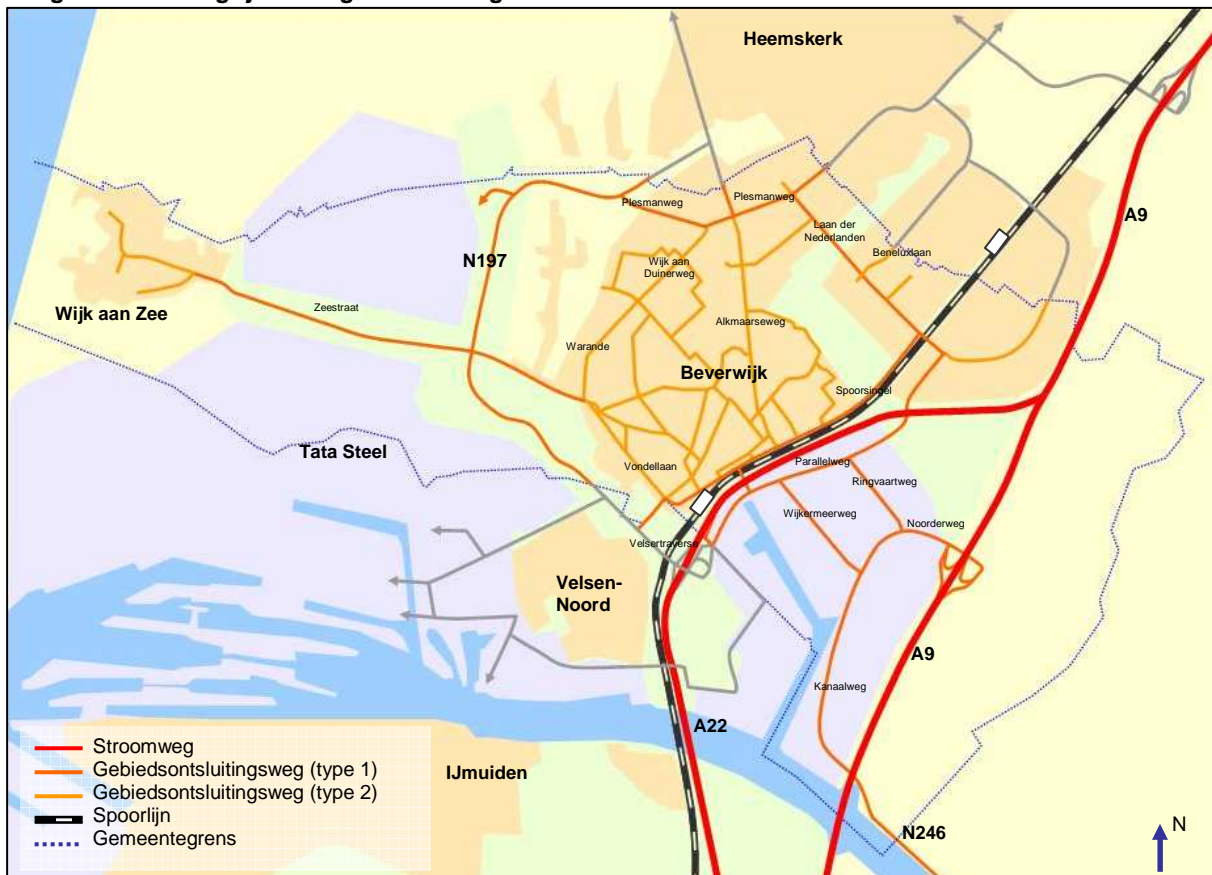 Heemskerk
A9
Plesmanweg
Plesmanweg
Laan der
Nederlanden
Beneluxlaan
N197
Wijk aan
Duinerweg
Wijk aan Zee
Zeestraat
Alkmaarseweg
Warande
Beverwijk
Spoorsingel
Tata Steel
Vondellaan
Parallelweg
Ringvaartweg
Wijkermeerweg
Noorderweg
Velsertraverse
Velsen-
Noord
A9
Kanaalweg
A22
IJmuiden
N246
N
Stroomweg
Gebiedsontsluitingsweg (type 1)
Gebiedsontsluitingsweg (type 2)
Spoorlijn
Gemeentegrens